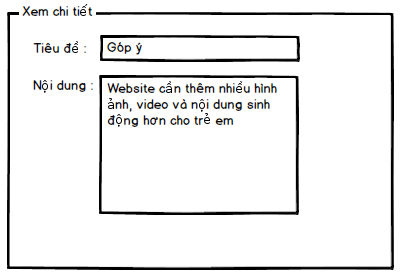 Xem chi tiết
Tiêu đề :
Góp ý
Nội dung :
Website cần thêm nhiều hình
ảnh, video và nội dung sinh
động hơn cho trẻ em